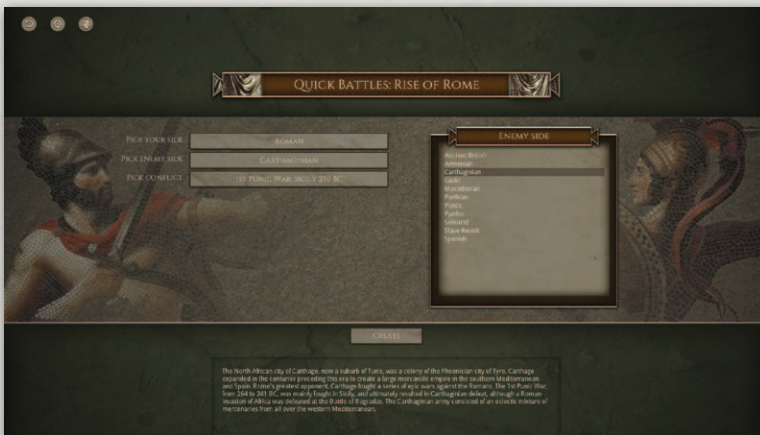 QUICK BATTLES: RISE OF ROME
PICK YOUR SIDE
ROMAN
PICK ENEMY SIDE
CARTHAGINIAN
PICK CONFLICT
1ST PUNIC WAR: SICILY 250 BC
ENEMY SIDE
Ancient British
Armenian
Carthaginian
Gallic
Macedonian
Parthian
Pontic
Pyrrhic
Seleucid
Slave Revolt
Spanish
CREATE
The North African city of Carthage, now a suburb of Tunis, was a colony of the Phoenician city of Tyre. Carthage
expanded in the centuries preceding this era to create a large mercantile empire in the southern Mediterranean
and Spain. Rome's greatest opponent, Carthage fought a series of epic wars against the Romans. The 1st Punic War,
from 264 to 241 BC, was mainly fought in Sicily, and ultimately resulted in Carthaginian defeat, although a Roman
invasion of Africa was defeated at the Battle of Bagradas. The Carthaginian army consisted of an eclectic mixture of
mercenaries from all over the western Mediterranean.